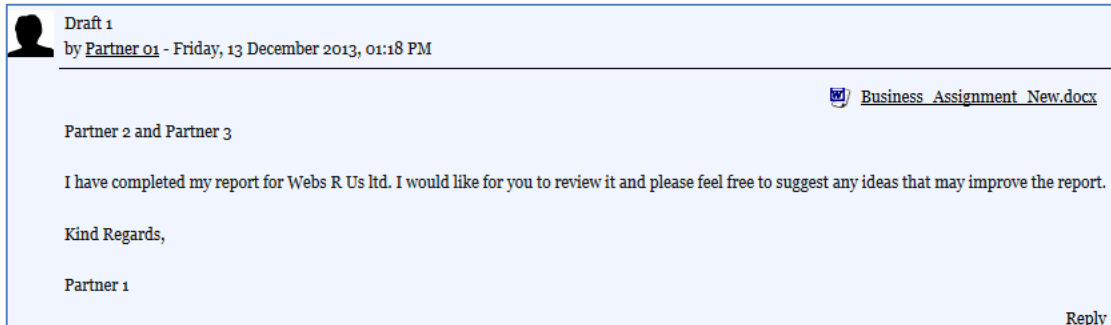 Draft 1
by Partner 01 - Friday, 13 December 2013, 01:18 PM
Business_Assignment_New.docx
Partner 2 and Partner 3
I have completed my report for Webs R Us ltd. I would like for you to review it and please feel free to suggest any ideas that may improve the report.
Kind Regards,
Partner 1
Reply